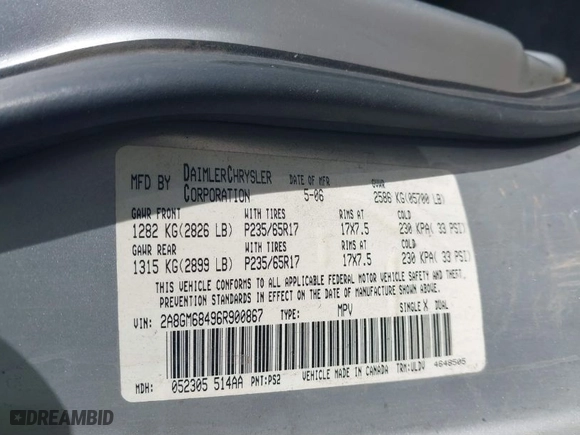 MFD BY DAIMLERCHRYSLER CORPORATION DATE OF MFR 5-06 GVWR 2586 KG(05700 LB)
GAWR FRONT WITH TIRES RIMS AT COLD
1282 KG(2826 LB) P235/65R17 17X7.5 230 KPA( 33 PSI)
GAWR REAR WITH TIRES RIMS AT COLD
1315 KG(2899 LB) P235/65R17 17X7.5 230 KPA( 33 PSI)
THIS VEHICLE CONFORMS TO ALL APPLICABLE FEDERAL MOTOR VEHICLE SAFETY AND THEFT
PREVENTION STANDARDS IN EFFECT ON THE DATE OF MANUFACTURE SHOWN ABOVE.
VIN: 2A8GM68496R900867 TYPE: MPV SINGLE X DUAL
MDH: 052305 514AA PNT:PS2 VEHICLE MADE IN CANADA TRM:ULDV 4648505
DREAMBID